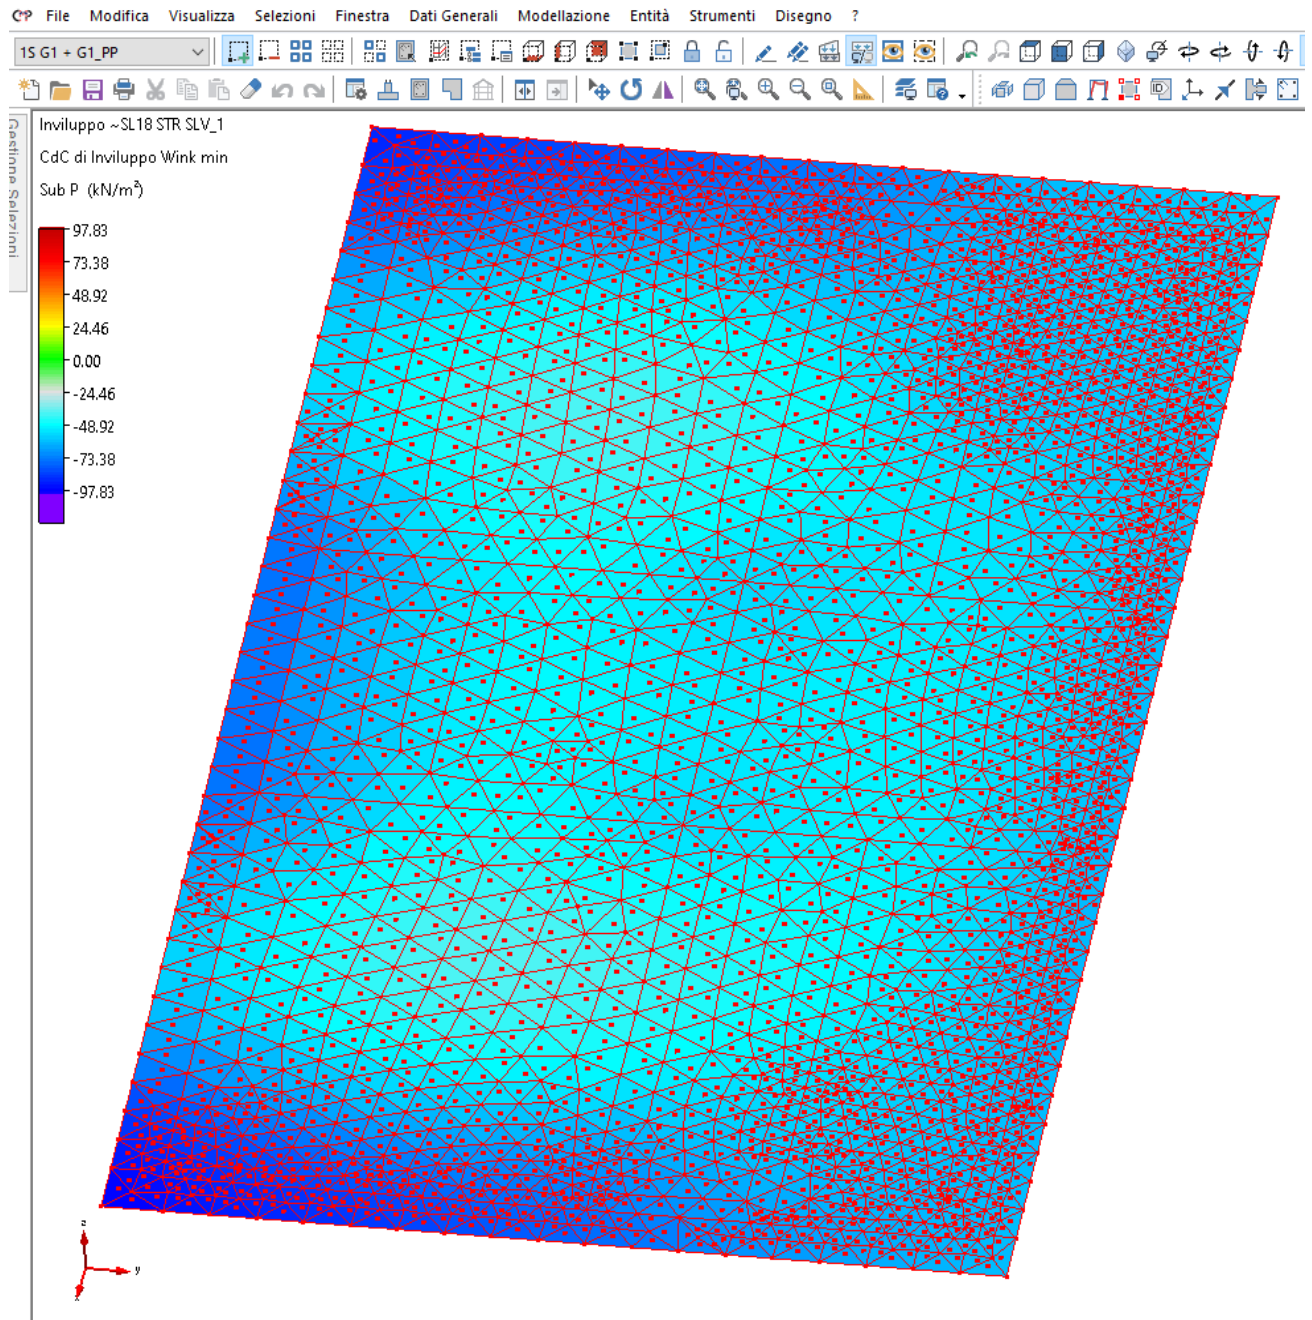 File Modifica Visualizza Selezioni Finestra Dati Generali Modellazione Entità Strumenti Disegno ?
1S G1 + G1_PP
Gestione Selezioni
Inviluppo ~SL18 STR SLV_1
CdC di Inviluppo Wink min
Sub P (kN/m²)
97.83
73.38
48.92
24.46
0.00
-24.46
-48.92
-73.38
-97.83
z
y
x